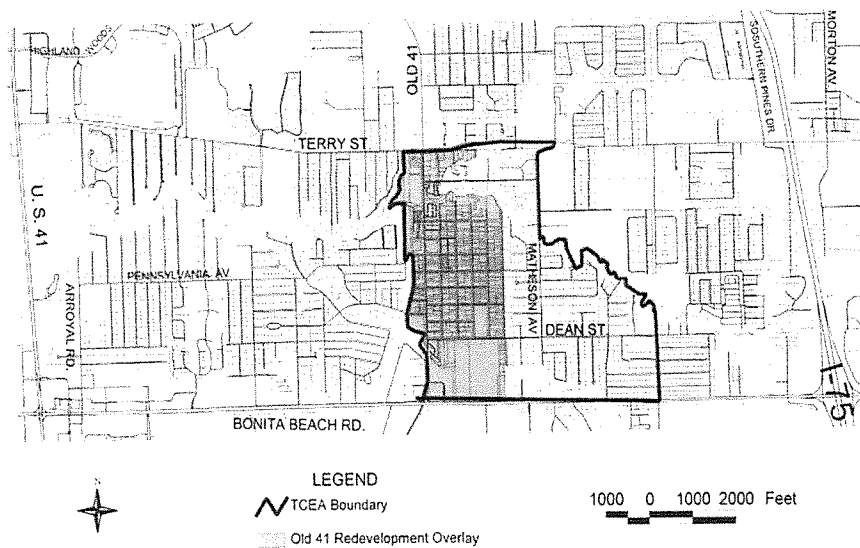 HIGHLAND WOODS
OLD 41
SOUTHERN PINES DR
MORTON AV
TERRY ST.
U. S. 41
PENNSYLVANIA AV
ARROYAL RD.
MATHESON AV
DEAN ST.
I-75
BONITA BEACH RD.
N
LEGEND
TCEA Boundary
Old 41 Redevelopment Overlay
1000 0 1000 2000 Feet